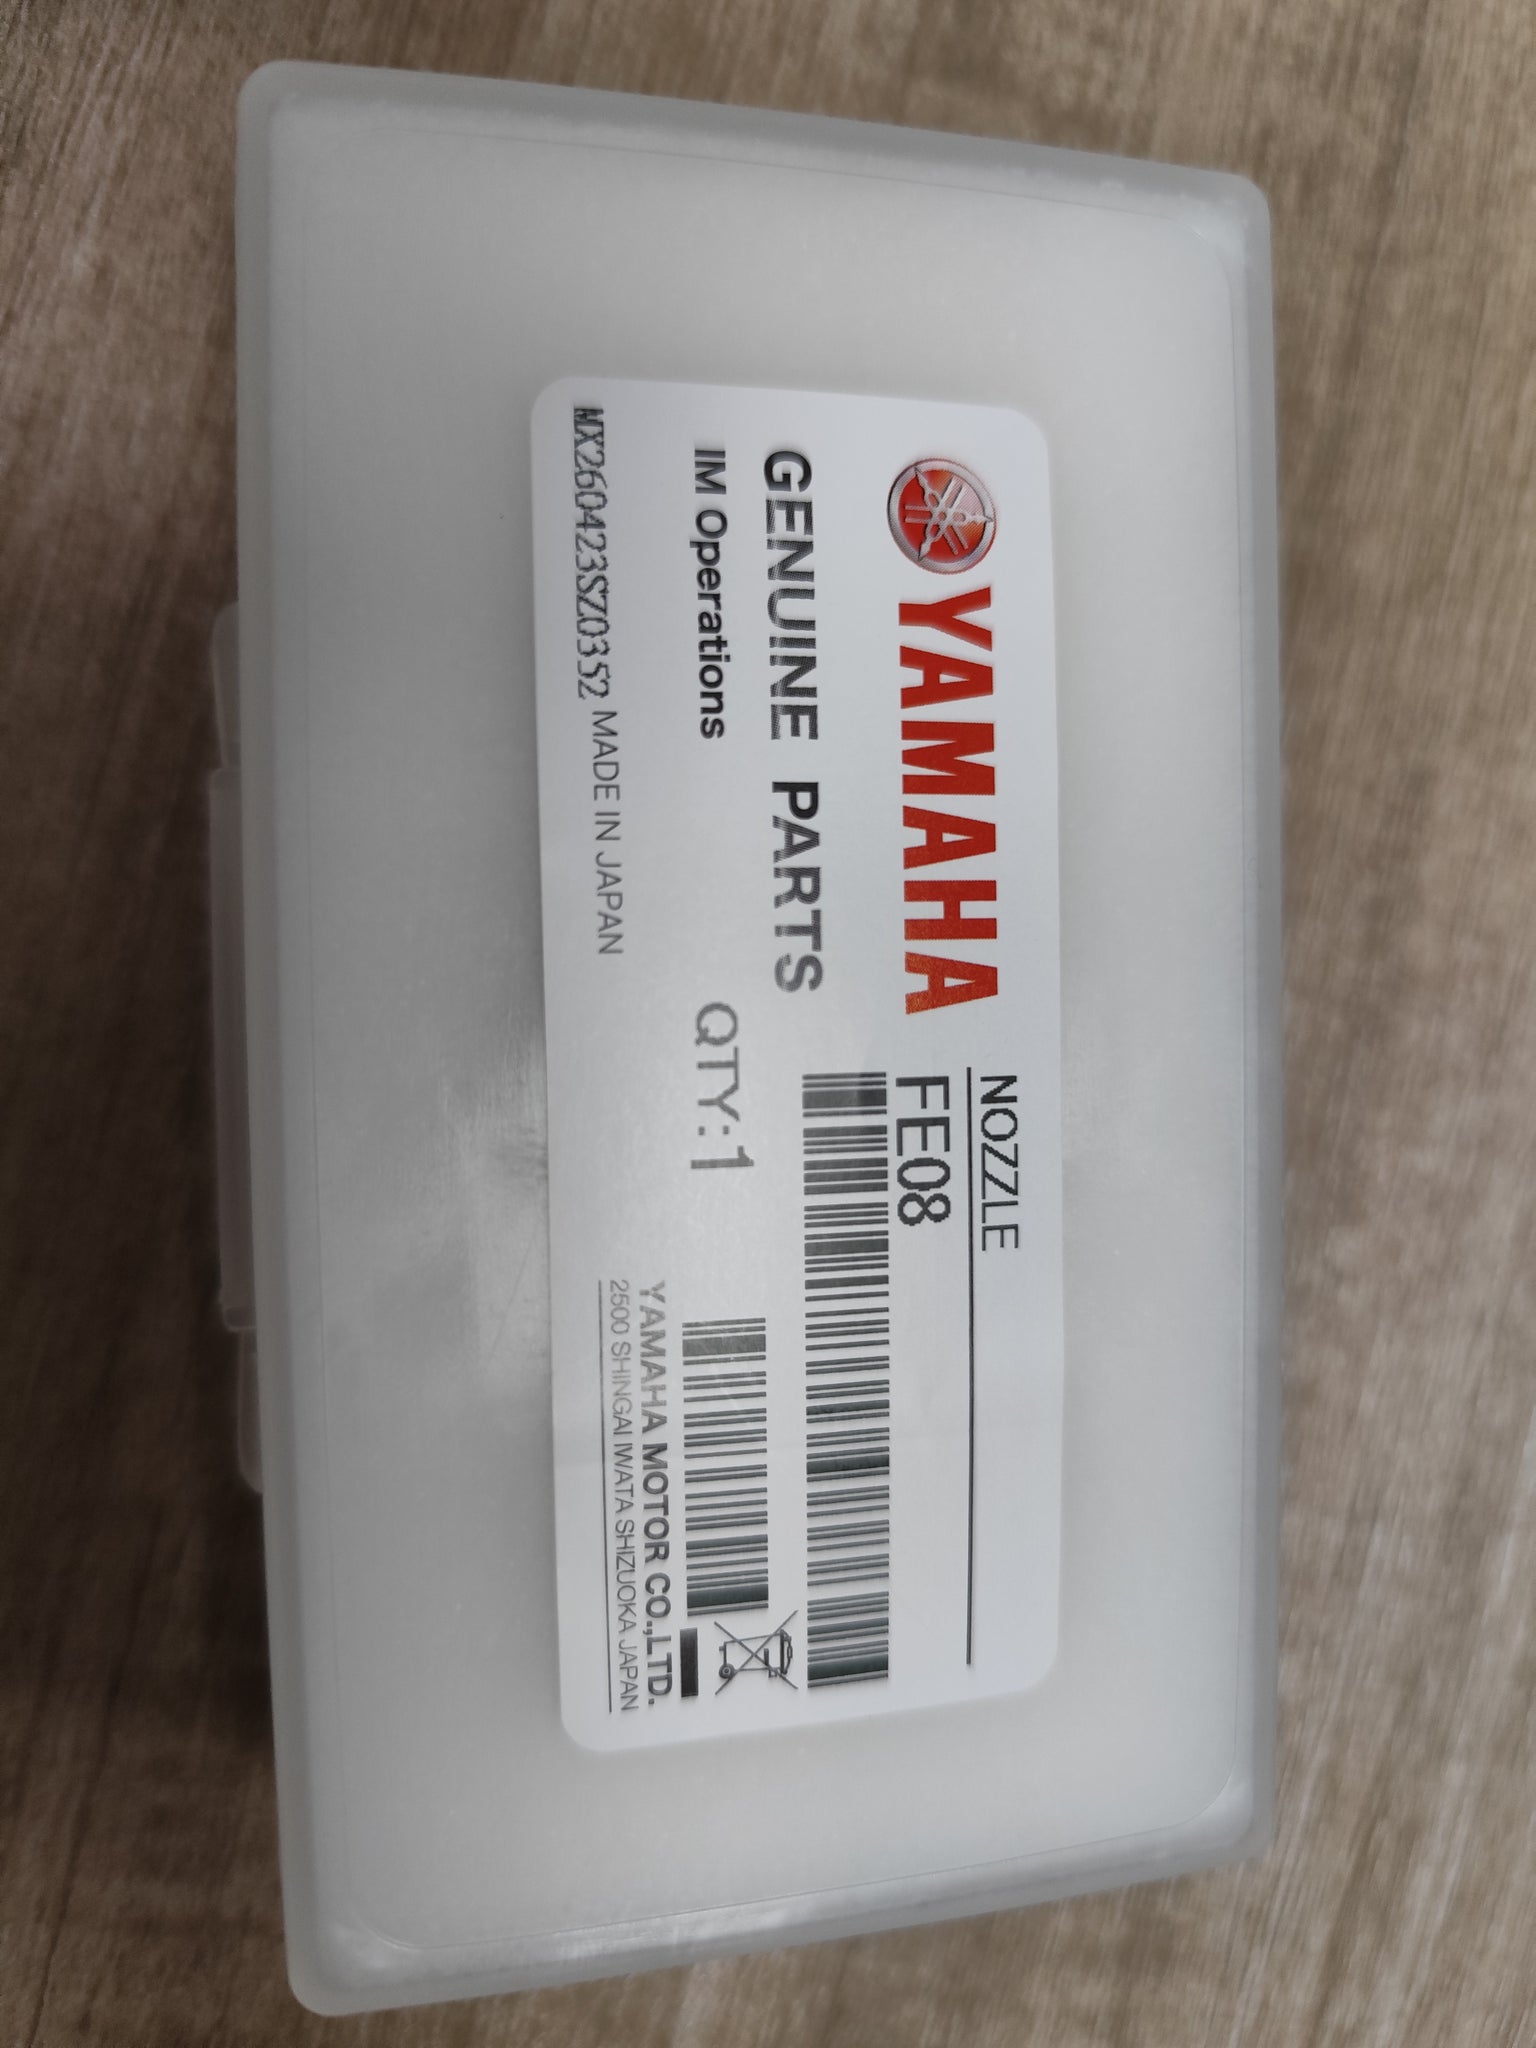 YAMAHA
NOZZLE
FE08
GENUINE PARTS
IM Operations
QTY:1
MX260423SZ0352 MADE IN JAPAN
YAMAHA MOTOR CO.,LTD.
2500 SHINGAI IWATA SHIZUOKA JAPAN